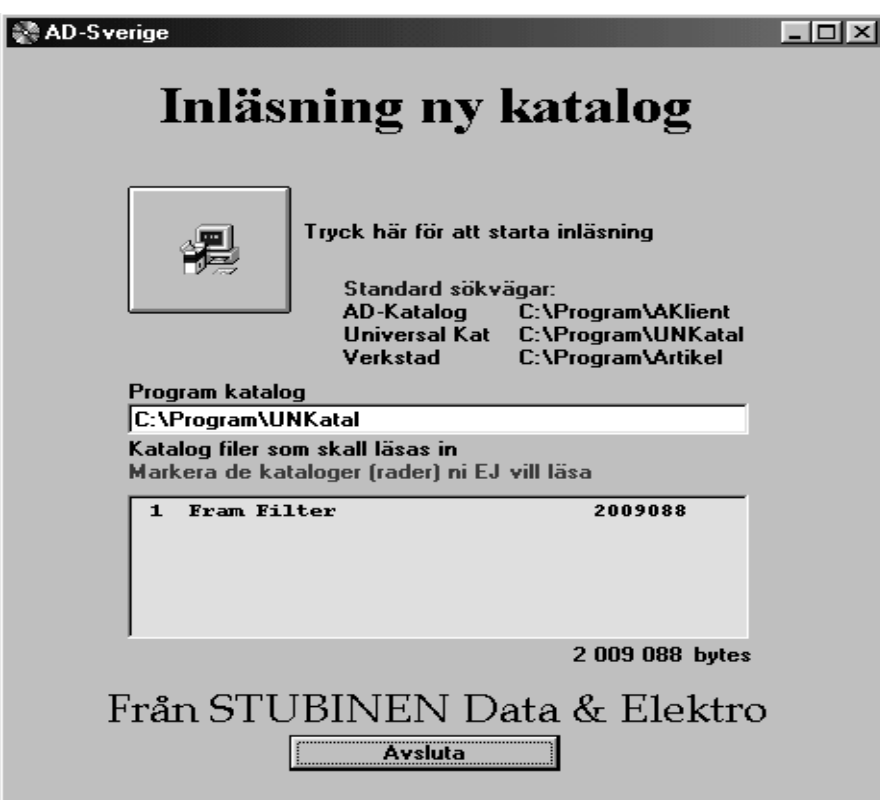 AD-Sverige
Inläsning ny katalog
Tryck här för att starta inläsning
Standard sökvägar:
AD-Katalog C:\Program\AKlient
Universal Kat C:\Program\UNKatal
Verkstad C:\Program\Artikel
Program katalog
C:\Program\UNKatal
Katalog filer som skall läsas in
Markera de kataloger (rader) ni EJ vill läsa
1 Fram Filter 2009088
2 009 088 bytes
Från STUBINEN Data & Elektro
Avsluta